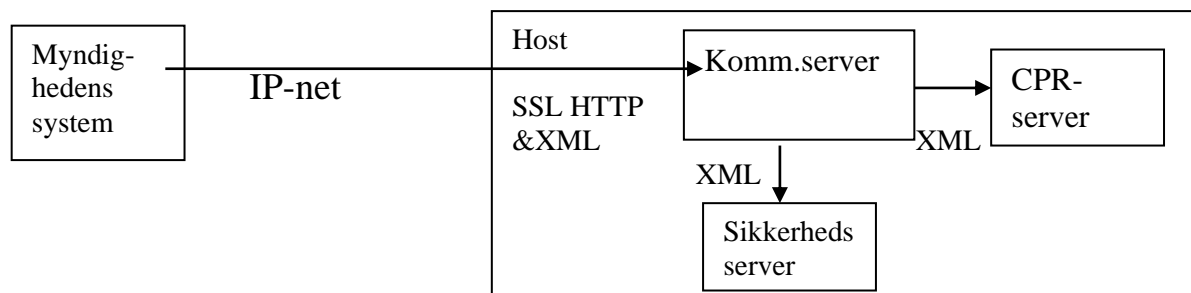 Myndig-
hedens
system
IP-net
Host
SSL HTTP
&XML
Komm.server
XML
CPR-
server
XML
Sikkerheds
server